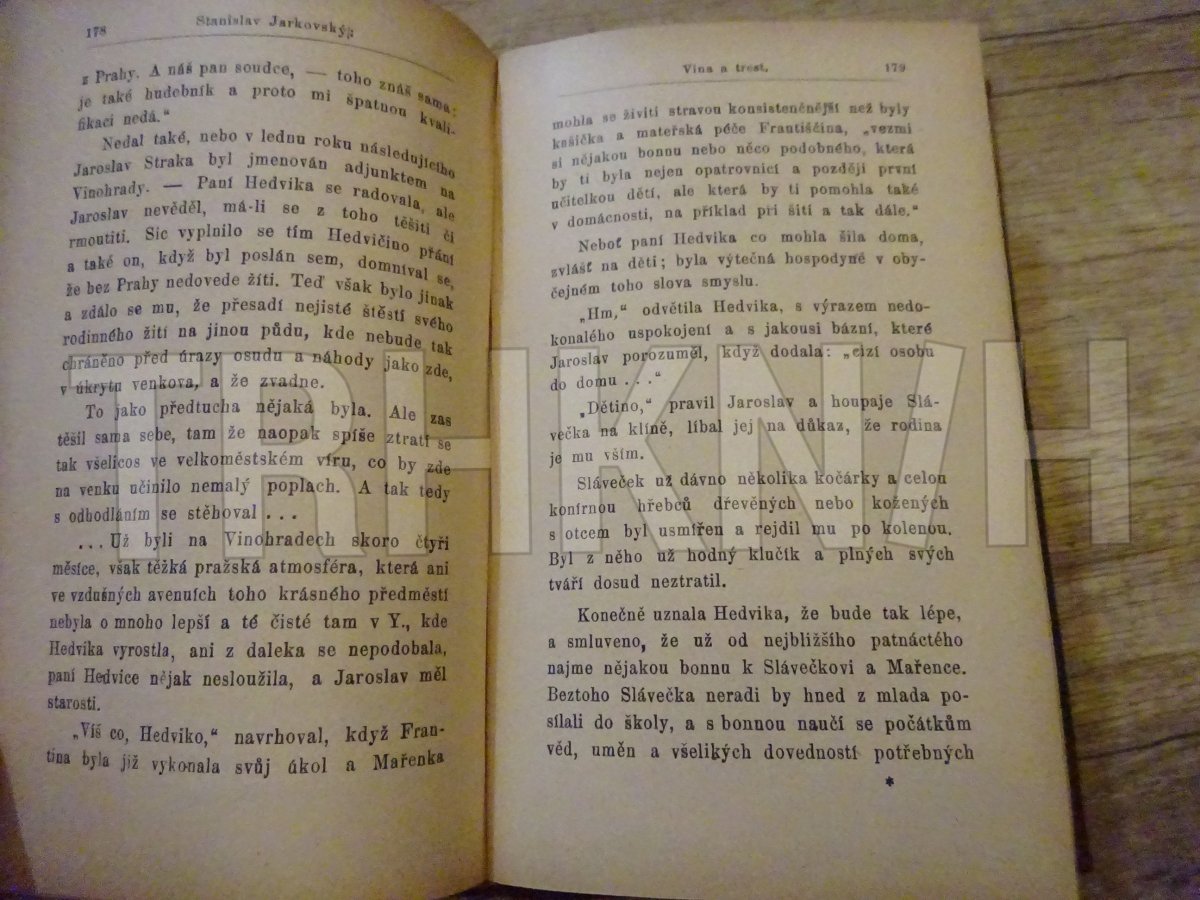 178
Stanislav Jarkovský:
z Prahy. A náš pan soudce, — toho znáš sama:
je také hudebník a proto mi špatnou kvali-
fikaci nedá.“
Nedal také, nebo v lednu roku následujícího
Jaroslav Straka byl jmenován adjunktem na
Vinohrady. — Paní Hedvika se radovala, ale
Jaroslav nevěděl, má-li se z toho těšiti či
rmoutiti. Sic vyplnilo se tím Hedvičino přání
a také on, když byl poslán sem, domníval se,
že bez Prahy nedovede žíti. Teď však bylo jinak
a zdálo se mu, že přesadí nejisté štěstí svého
rodinného žití na jinou půdu, kde nebude tak
chráněno před úrazy osudu a náhody jako zde,
v úkrytu venkova, a že zvadne.
To jako předtucha nějaká byla. Ale zas
těšil sama sebe, tam že naopak spíše ztratí se
tak všelicos ve velkoměstském víru, co by zde
na venku učinilo nemalý poplach. A tak tedy
s odhodláním se stěhoval . . .
. . . Už byli na Vinohradech skoro čtyři
měsíce, však těžká pražská atmosféra, která ani
ve vzdušných avenuích toho krásného předměstí
nebyla o mnoho lepší a té čisté tam v Y., kde
Hedvika vyrostla, ani z daleka se nepodobala,
paní Hedvice nějak nesloužila, a Jaroslav měl
starosti.
„Víš co, Hedviko,“ navrhoval, když Fran-
tina byla již vykonala svůj úkol a Mařenka
Vina a trest.
179
mohla se živiti stravou konsistenčnější než byly
kašička a mateřská péče Františčina, „vezmi
si nějakou bonnu nebo něco podobného, která
by ti byla nejen opatrovnicí a později první
učitelkou dětí, ale která by ti pomohla také
v domácnosti, na příklad při šití a tak dále.“
Neboť paní Hedvika co mohla šila doma,
zvlášť na děti; byla výtečná hospodyně v oby-
čejném toho slova smyslu.
„Hm,“ odvětila Hedvika, s výrazem nedo-
konalého uspokojení a s jakousi bázní, které
Jaroslav porozuměl, když dodala: „cizí osobu
do domu . . .“
„Dětino,“ pravil Jaroslav a houpaje Slá-
večka na klíně, líbal jej na důkaz, že rodina
je mu vším.
Sláveček už dávno několika kočárky a celou
konírnou hřebců dřevěných nebo kožených
s otcem byl usmířen a rejdil mu po kolenou.
Byl z něho už hodný klučík a plných svých
tváří dosud neztratil.
Konečně uznala Hedvika, že bude tak lépe,
a smluveno, že už od nejbližšího patnáctého
najme nějakou bonnu k Slávečkovi a Mařence.
Beztoho Slávečka neradi by hned z mlada po-
sílali do školy, a s bonnou naučí se počátkům
věd, uměn a všelikých dovedností potřebných
*
TRHKNIH